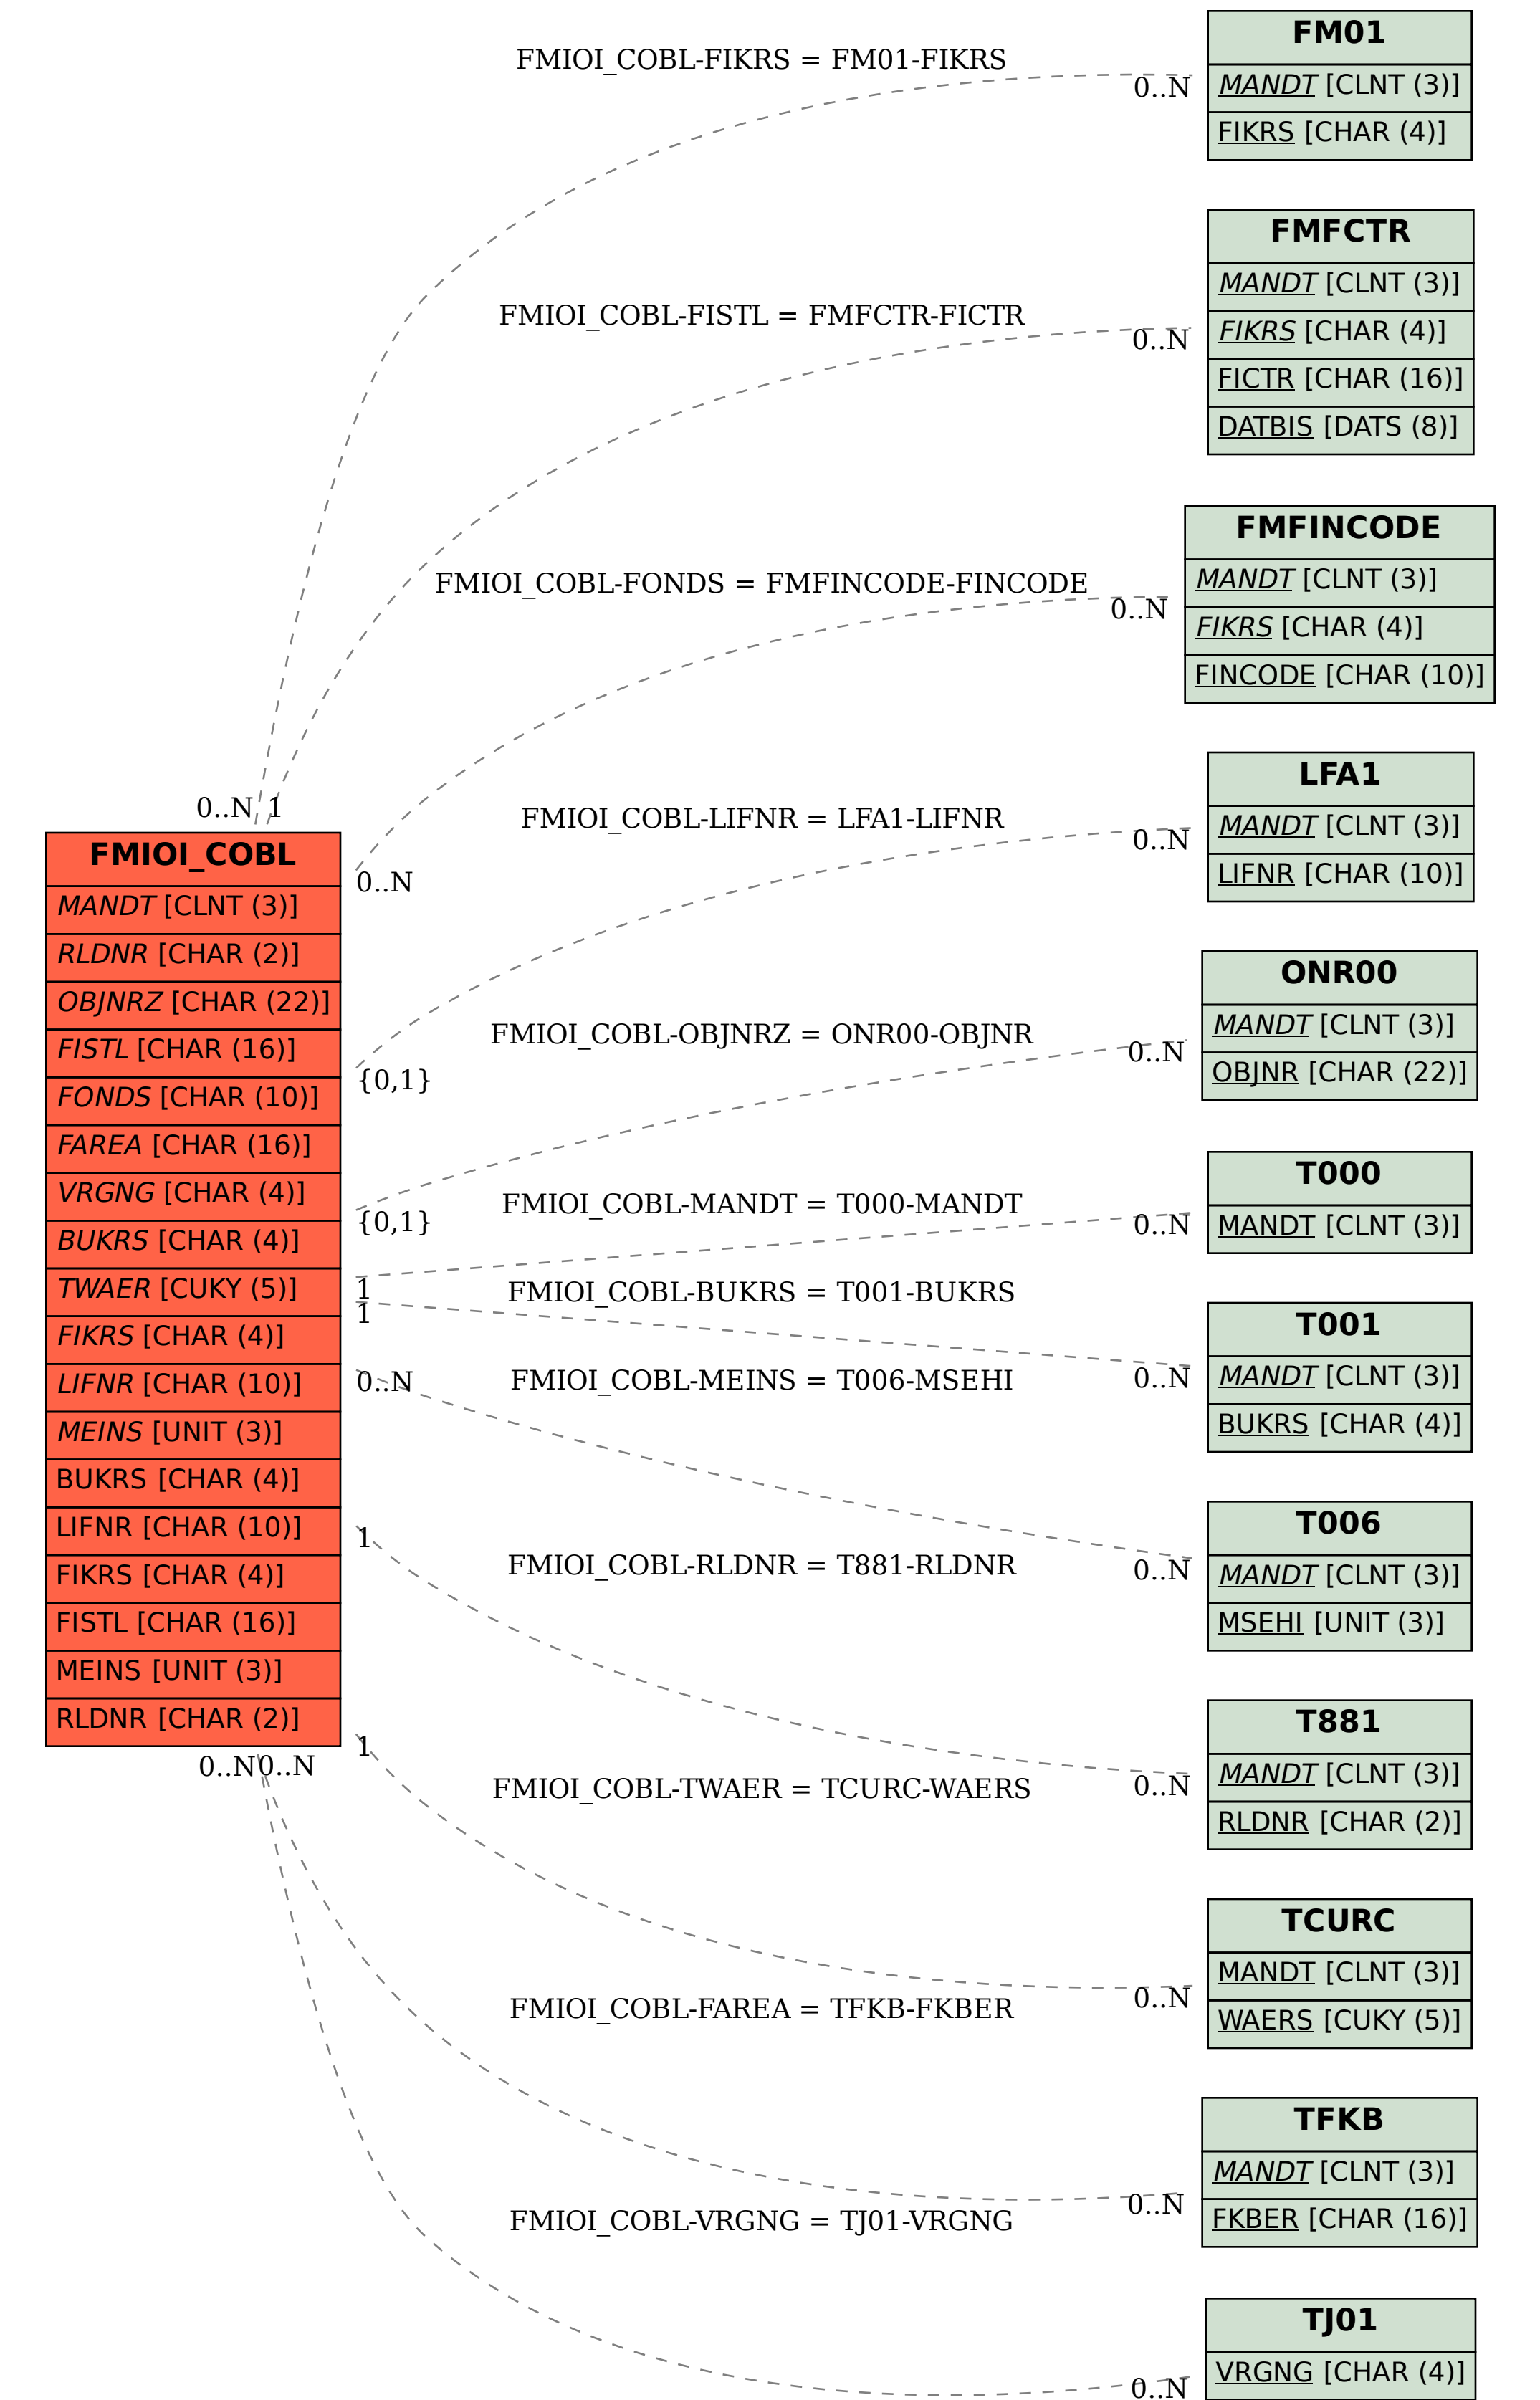 FM01
MANDT [CLNT (3)]
FIKRS [CHAR (4)]
FMIOI_COBL-FIKRS = FM01-FIKRS
0..N
FMFCTR
MANDT [CLNT (3)]
FIKRS [CHAR (4)]
FICTR [CHAR (16)]
DATBIS [DATS (8)]
FMIOI_COBL-FISTL = FMFCTR-FICTR
0..N
FMFINCODE
MANDT [CLNT (3)]
FIKRS [CHAR (4)]
FINCODE [CHAR (10)]
FMIOI_COBL-FONDS = FMFINCODE-FINCODE
0..N
LFA1
MANDT [CLNT (3)]
LIFNR [CHAR (10)]
FMIOI_COBL-LIFNR = LFA1-LIFNR
0..N
0..N
1
FMIOI_COBL
MANDT [CLNT (3)]
RLDNR [CHAR (2)]
OBJNRZ [CHAR (22)]
FISTL [CHAR (16)]
FONDS [CHAR (10)]
FAREA [CHAR (16)]
VRGNG [CHAR (4)]
BUKRS [CHAR (4)]
TWAER [CUKY (5)]
FIKRS [CHAR (4)]
LIFNR [CHAR (10)]
MEINS [UNIT (3)]
BUKRS [CHAR (4)]
LIFNR [CHAR (10)]
FIKRS [CHAR (4)]
FISTL [CHAR (16)]
MEINS [UNIT (3)]
RLDNR [CHAR (2)]
0..N
{0,1}
{0,1}
1
1
0..N
1
1
0..N
0..N
ONR00
MANDT [CLNT (3)]
OBJNR [CHAR (22)]
FMIOI_COBL-OBJNRZ = ONR00-OBJNR
0..N
T000
MANDT [CLNT (3)]
FMIOI_COBL-MANDT = T000-MANDT
0..N
T001
MANDT [CLNT (3)]
BUKRS [CHAR (4)]
FMIOI_COBL-BUKRS = T001-BUKRS
0..N
T006
MANDT [CLNT (3)]
MSEHI [UNIT (3)]
FMIOI_COBL-MEINS = T006-MSEHI
0..N
T881
MANDT [CLNT (3)]
RLDNR [CHAR (2)]
FMIOI_COBL-RLDNR = T881-RLDNR
0..N
TCURC
MANDT [CLNT (3)]
WAERS [CUKY (5)]
FMIOI_COBL-TWAER = TCURC-WAERS
0..N
TFKB
MANDT [CLNT (3)]
FKBER [CHAR (16)]
FMIOI_COBL-FAREA = TFKB-FKBER
0..N
TJ01
VRGNG [CHAR (4)]
FMIOI_COBL-VRGNG = TJ01-VRGNG
0..N